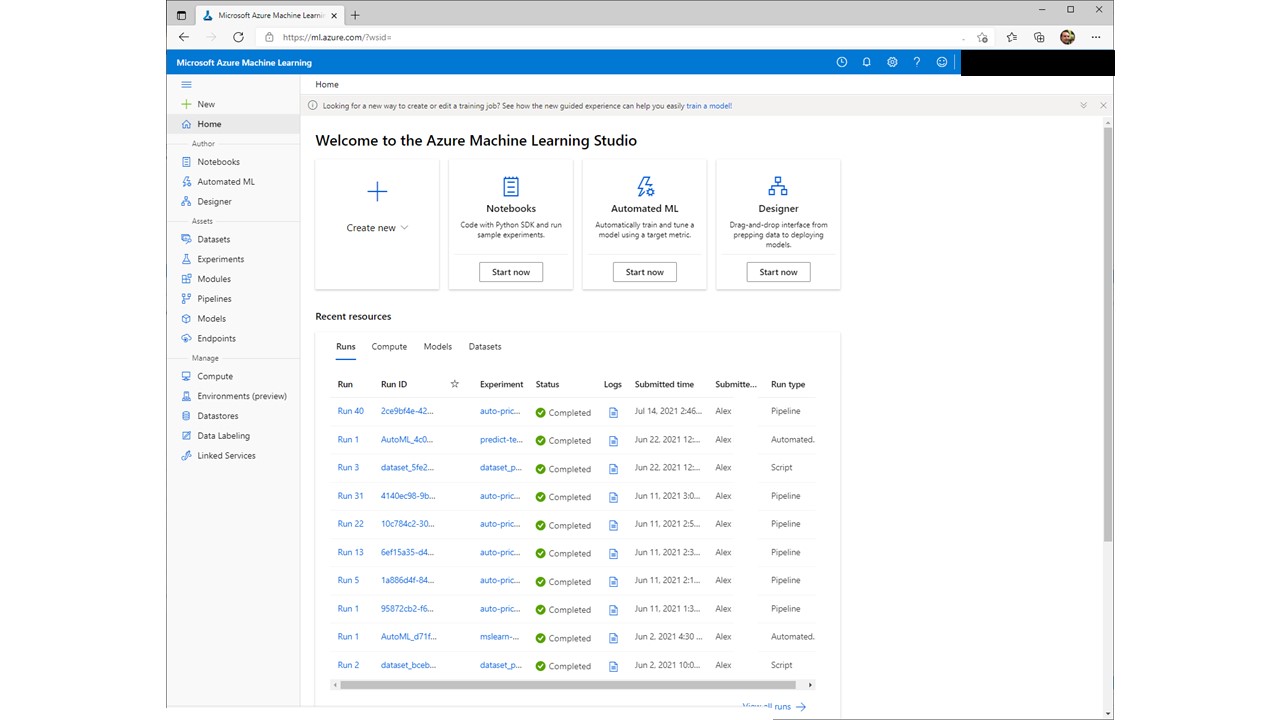 Microsoft Azure Machine Learnin
https://ml.azure.com/?wsid=
Microsoft Azure Machine Learning
New
Home
Author
Notebooks
Automated ML
Designer
Assets
Datasets
Experiments
Modules
Pipelines
Models
Endpoints
Manage
Compute
Environments (preview)
Datastores
Data Labeling
Linked Services
Home
Looking for a new way to create or edit a training job? See how the new guided experience can help you easily train a model!
Welcome to the Azure Machine Learning Studio
Create new
Notebooks
Code with Python SDK and run
sample experiments.
Start now
Automated ML
Automatically train and tune a
model using a target metric.
Start now
Designer
Drag-and-drop interface from
prepping data to deploying
models.
Start now
Recent resources
Runs Compute Models Datasets
Run Run ID Experiment Status Logs Submitted time Submitte... Run type
Run 40 2ce9bf4e-42... auto-pric... Completed Jul 14, 2021 2:46... Alex Pipeline
Run 1 AutoML_4c0... predict-te... Completed Jun 22, 2021 12:... Alex Automated.
Run 3 dataset_5fe2... dataset_p... Completed Jun 22, 2021 12:... Alex Script
Run 31 4140ec98-9b... auto-pric... Completed Jun 11, 2021 3:0... Alex Pipeline
Run 22 10c784c2-30... auto-pric... Completed Jun 11, 2021 2:5... Alex Pipeline
Run 13 6ef15a35-d4... auto-pric... Completed Jun 11, 2021 2:3... Alex Pipeline
Run 5 1a886d4f-84... auto-pric... Completed Jun 11, 2021 2:1... Alex Pipeline
Run 1 95872cb2-f6... auto-pric... Completed Jun 11, 2021 1:3... Alex Pipeline
Run 1 AutoML_d71f... mslearn-... Completed Jun 2, 2021 4:30 ... Alex Automated.
Run 2 dataset_bceb... dataset_p... Completed Jun 2, 2021 10:0... Alex Script
View all runs